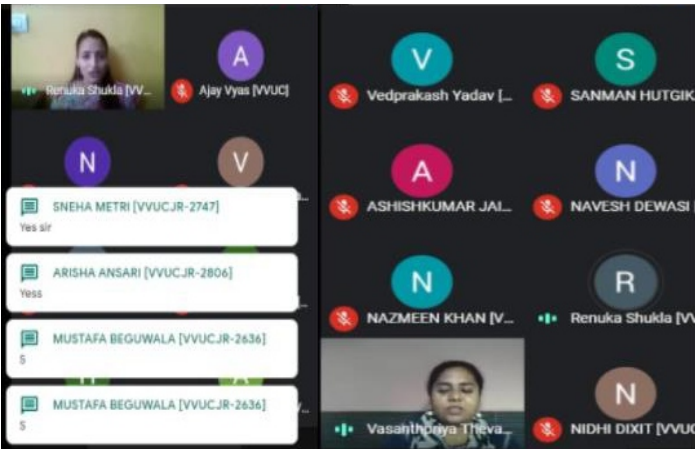 Renuka Shukla [VV...
A
Ajay Vyas [VVUC]
N
V
SNEHA METRI [VVUCJR-2747]
Yes sir
ARISHA ANSARI [VVUCJR-2806]
Yess
MUSTAFA BEGUWALA [VVUCJR-2636]
S
MUSTAFA BEGUWALA [VVUCJR-2636]
S
V
Vedprakash Yadav [...
S
SANMAN HUTGIK
A
ASHISHKUMAR JAI...
N
NAVESH DEWASI
N
NAZMEEN KHAN [V...
R
Renuka Shukla [VV
Vasanthpriya Theva...
N
NIDHI DIXIT [VVUC